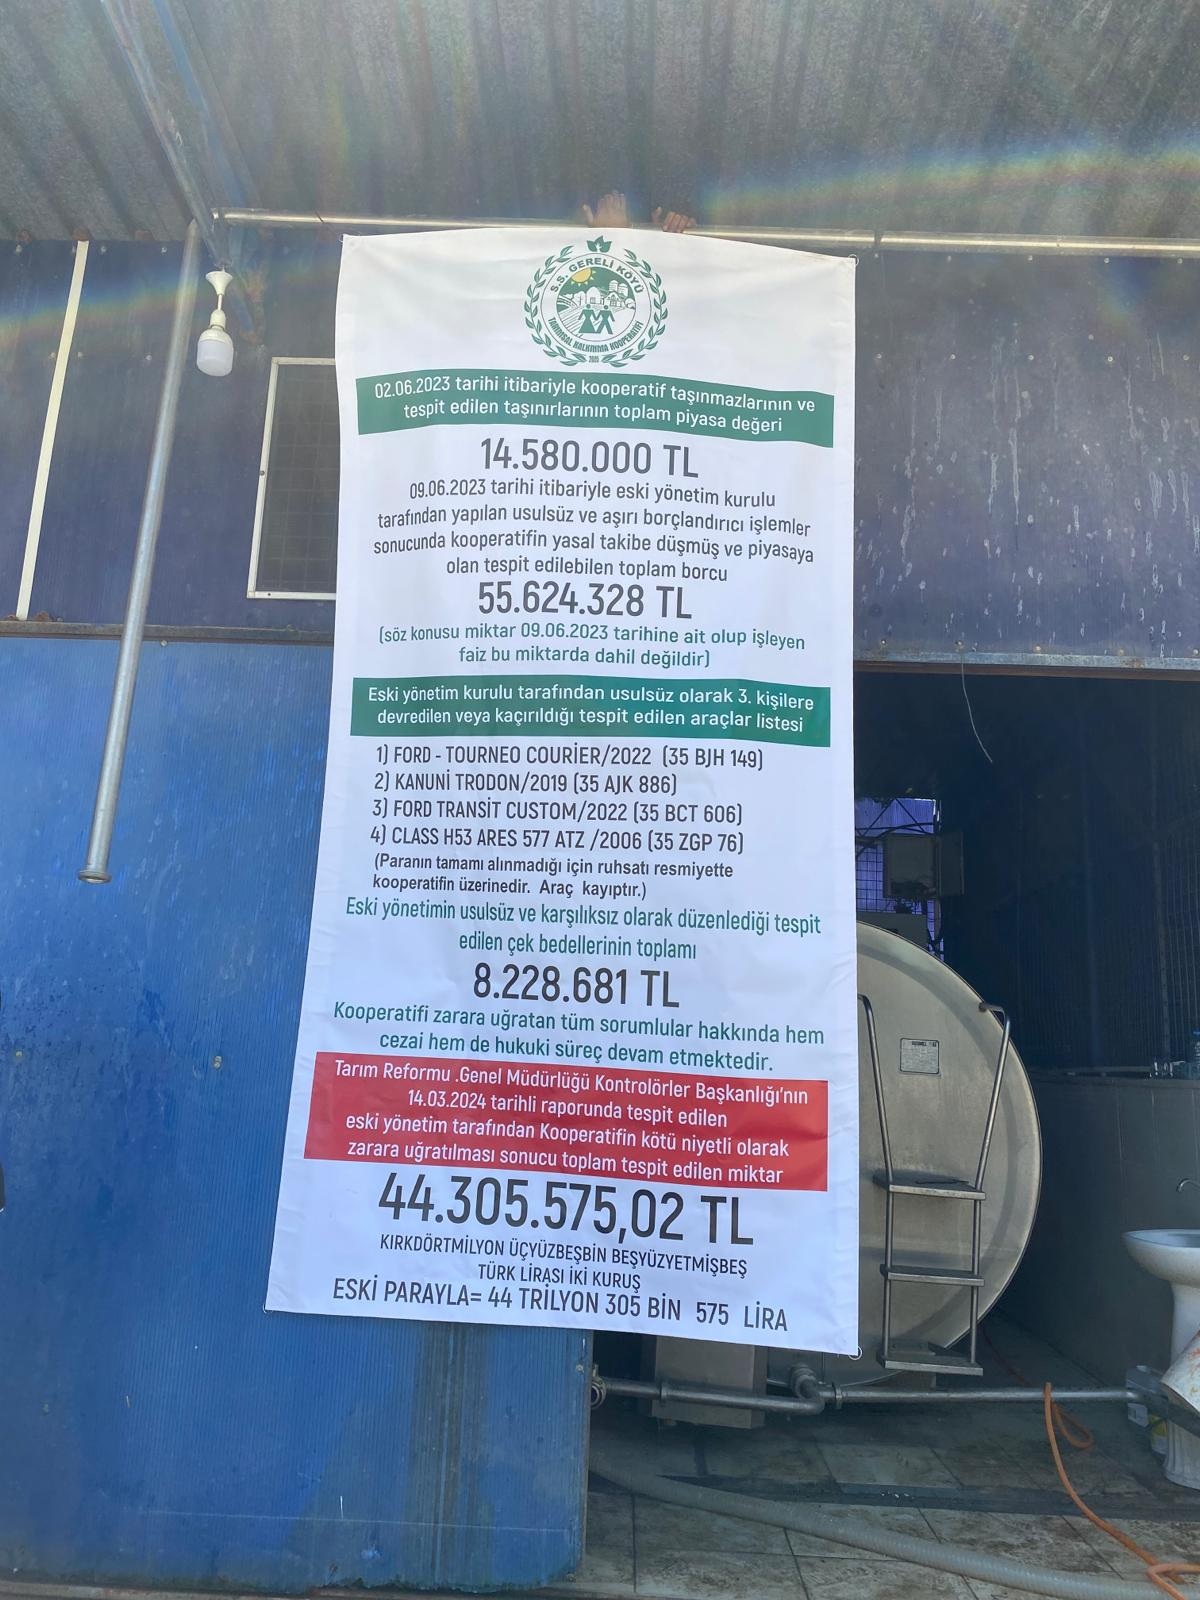 S.S. GERELİ KÖYÜ
TARIMSAL KALKINMA KOOPERATİFİ
02.06.2023 tarihi itibariyle kooperatif taşınmazlarının ve
tespit edilen taşınırlarının toplam piyasa değeri
14.580.000 TL
09.06.2023 tarihi itibariyle eski yönetim kurulu
tarafından yapılan usulsüz ve aşırı borçlandırıcı işlemler
sonucunda kooperatifin yasal takibe düşmüş ve piyasaya
olan tespit edilebilen toplam borcu
55.624.328 TL
(söz konusu miktar 09.06.2023 tarihine ait olup işleyen
faiz bu miktarda dahil değildir)
Eski yönetim kurulu tarafından usulsüz olarak 3. kişilere
devredilen veya kaçırıldığı tespit edilen araçlar listesi
1) FORD - TOURNEO COURİER/2022 (35 BJH 149)
2) KANUNİ TRODON/2019 (35 AJK 886)
3) FORD TRANSİT CUSTOM/2022 (35 BCT 606)
4) CLASS H53 ARES 577 ATZ /2006 (35 ZGP 76)
(Paranın tamamı alınmadığı için ruhsatı resmiyette
kooperatifin üzerinedir. Araç kayıptır.)
Eski yönetimin usulsüz ve karşılıksız olarak düzenlediği tespit
edilen çek bedellerinin toplamı
8.228.681 TL
Kooperatifi zarara uğratan tüm sorumlular hakkında hem
cezai hem de hukuki süreç devam etmektedir.
Tarım Reformu .Genel Müdürlüğü Kontrolörler Başkanlığı'nın
14.03.2024 tarihli raporunda tespit edilen
eski yönetim tarafından Kooperatifin kötü niyetli olarak
zarara uğratılması sonucu toplam tespit edilen miktar
44.305.575,02 TL
KIRKDÖRTMİLYON ÜÇYÜZBEŞBİN BEŞYÜZYETMİŞBEŞ
TÜRK LİRASI İKİ KURUŞ
ESKİ PARAYLA= 44 TRİLYON 305 BİN 575 LİRA